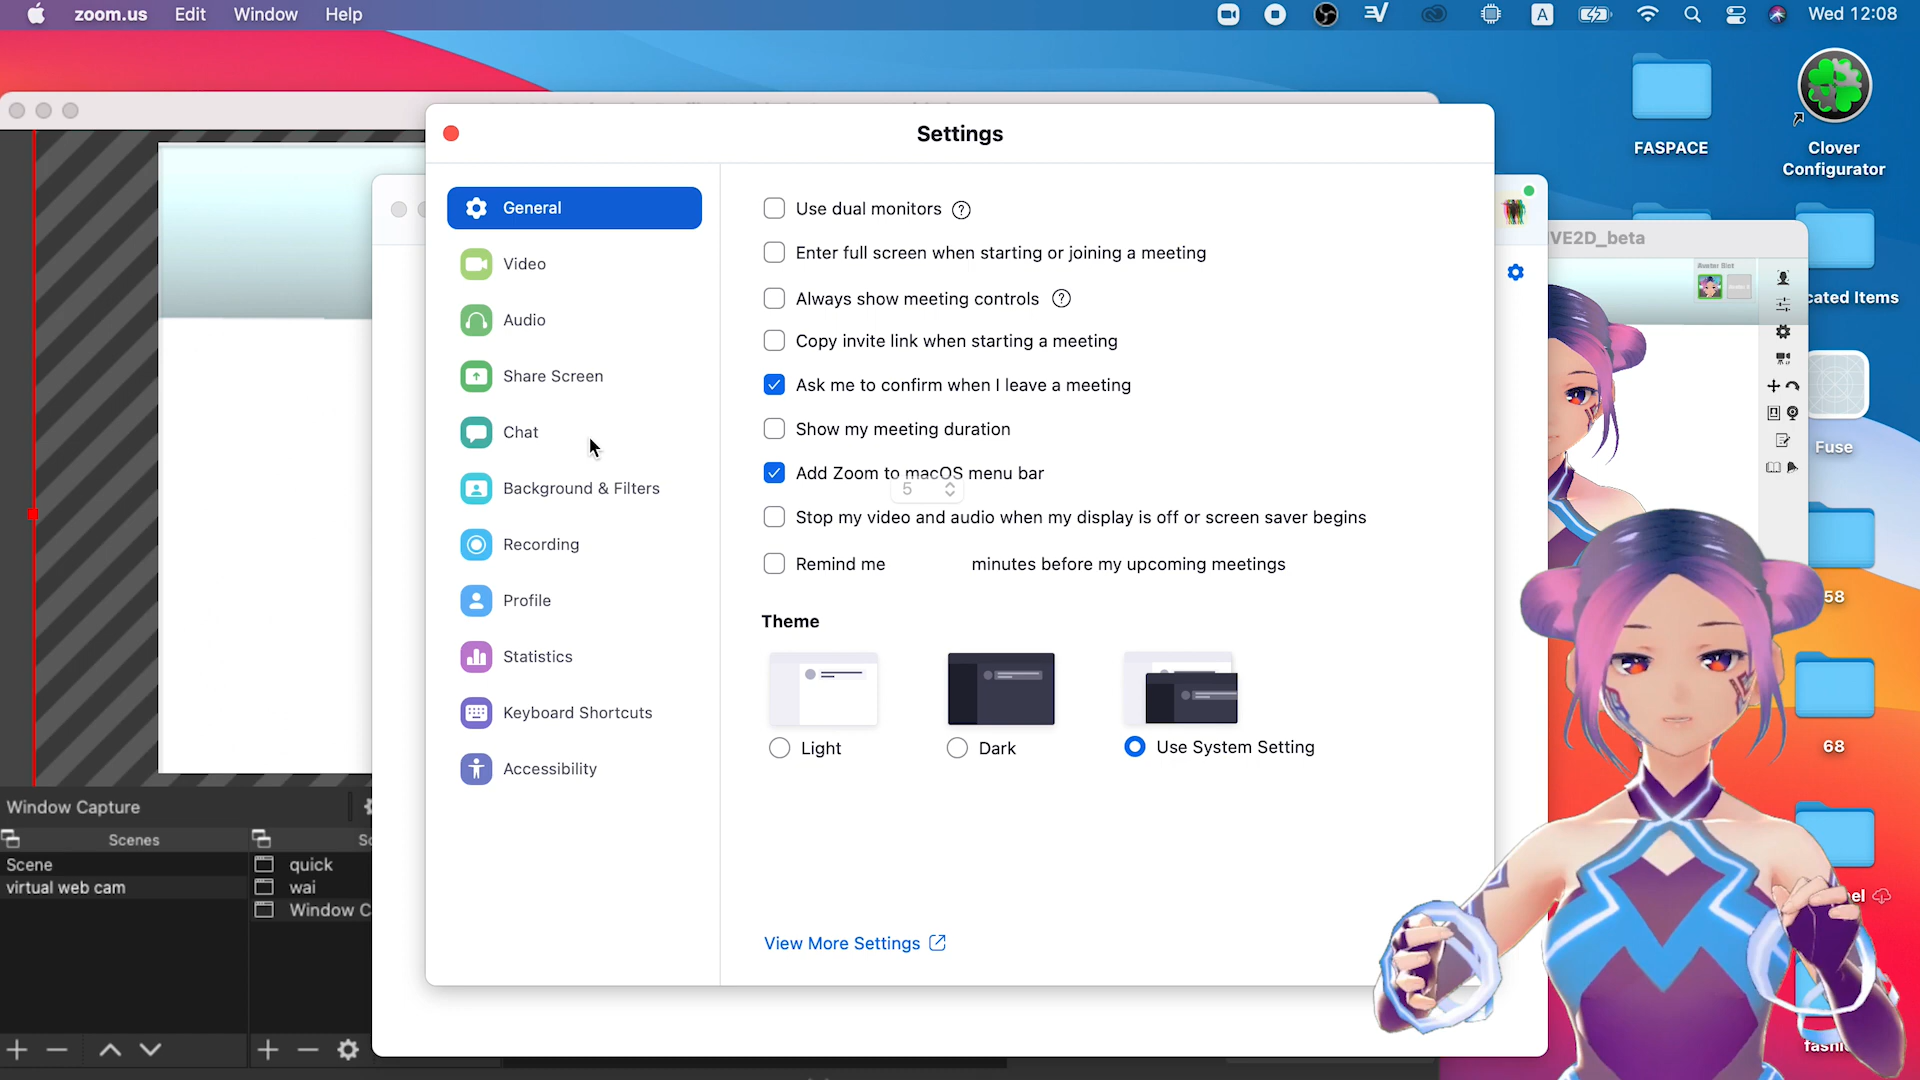 zoom.us Edit Window Help
A
Wed 12:08
FASPACE
Clover
Configurator
Settings
General
Video
Audio
Share Screen
Chat
Background & Filters
Recording
Profile
Statistics
Keyboard Shortcuts
Accessibility
Use dual monitors ?
Enter full screen when starting or joining a meeting
Always show meeting controls ?
Copy invite link when starting a meeting
Ask me to confirm when I leave a meeting
Show my meeting duration
Add Zoom to macOS menu bar
5
Stop my video and audio when my display is off or screen saver begins
Remind me minutes before my upcoming meetings
Theme
Light
Dark
Use System Setting
View More Settings
VE2D_beta
Avatar Slot
cated Items
Fuse
58
68
el
fashi
Window Capture
Scenes
Scene
virtual web cam
quick
wai
Window C